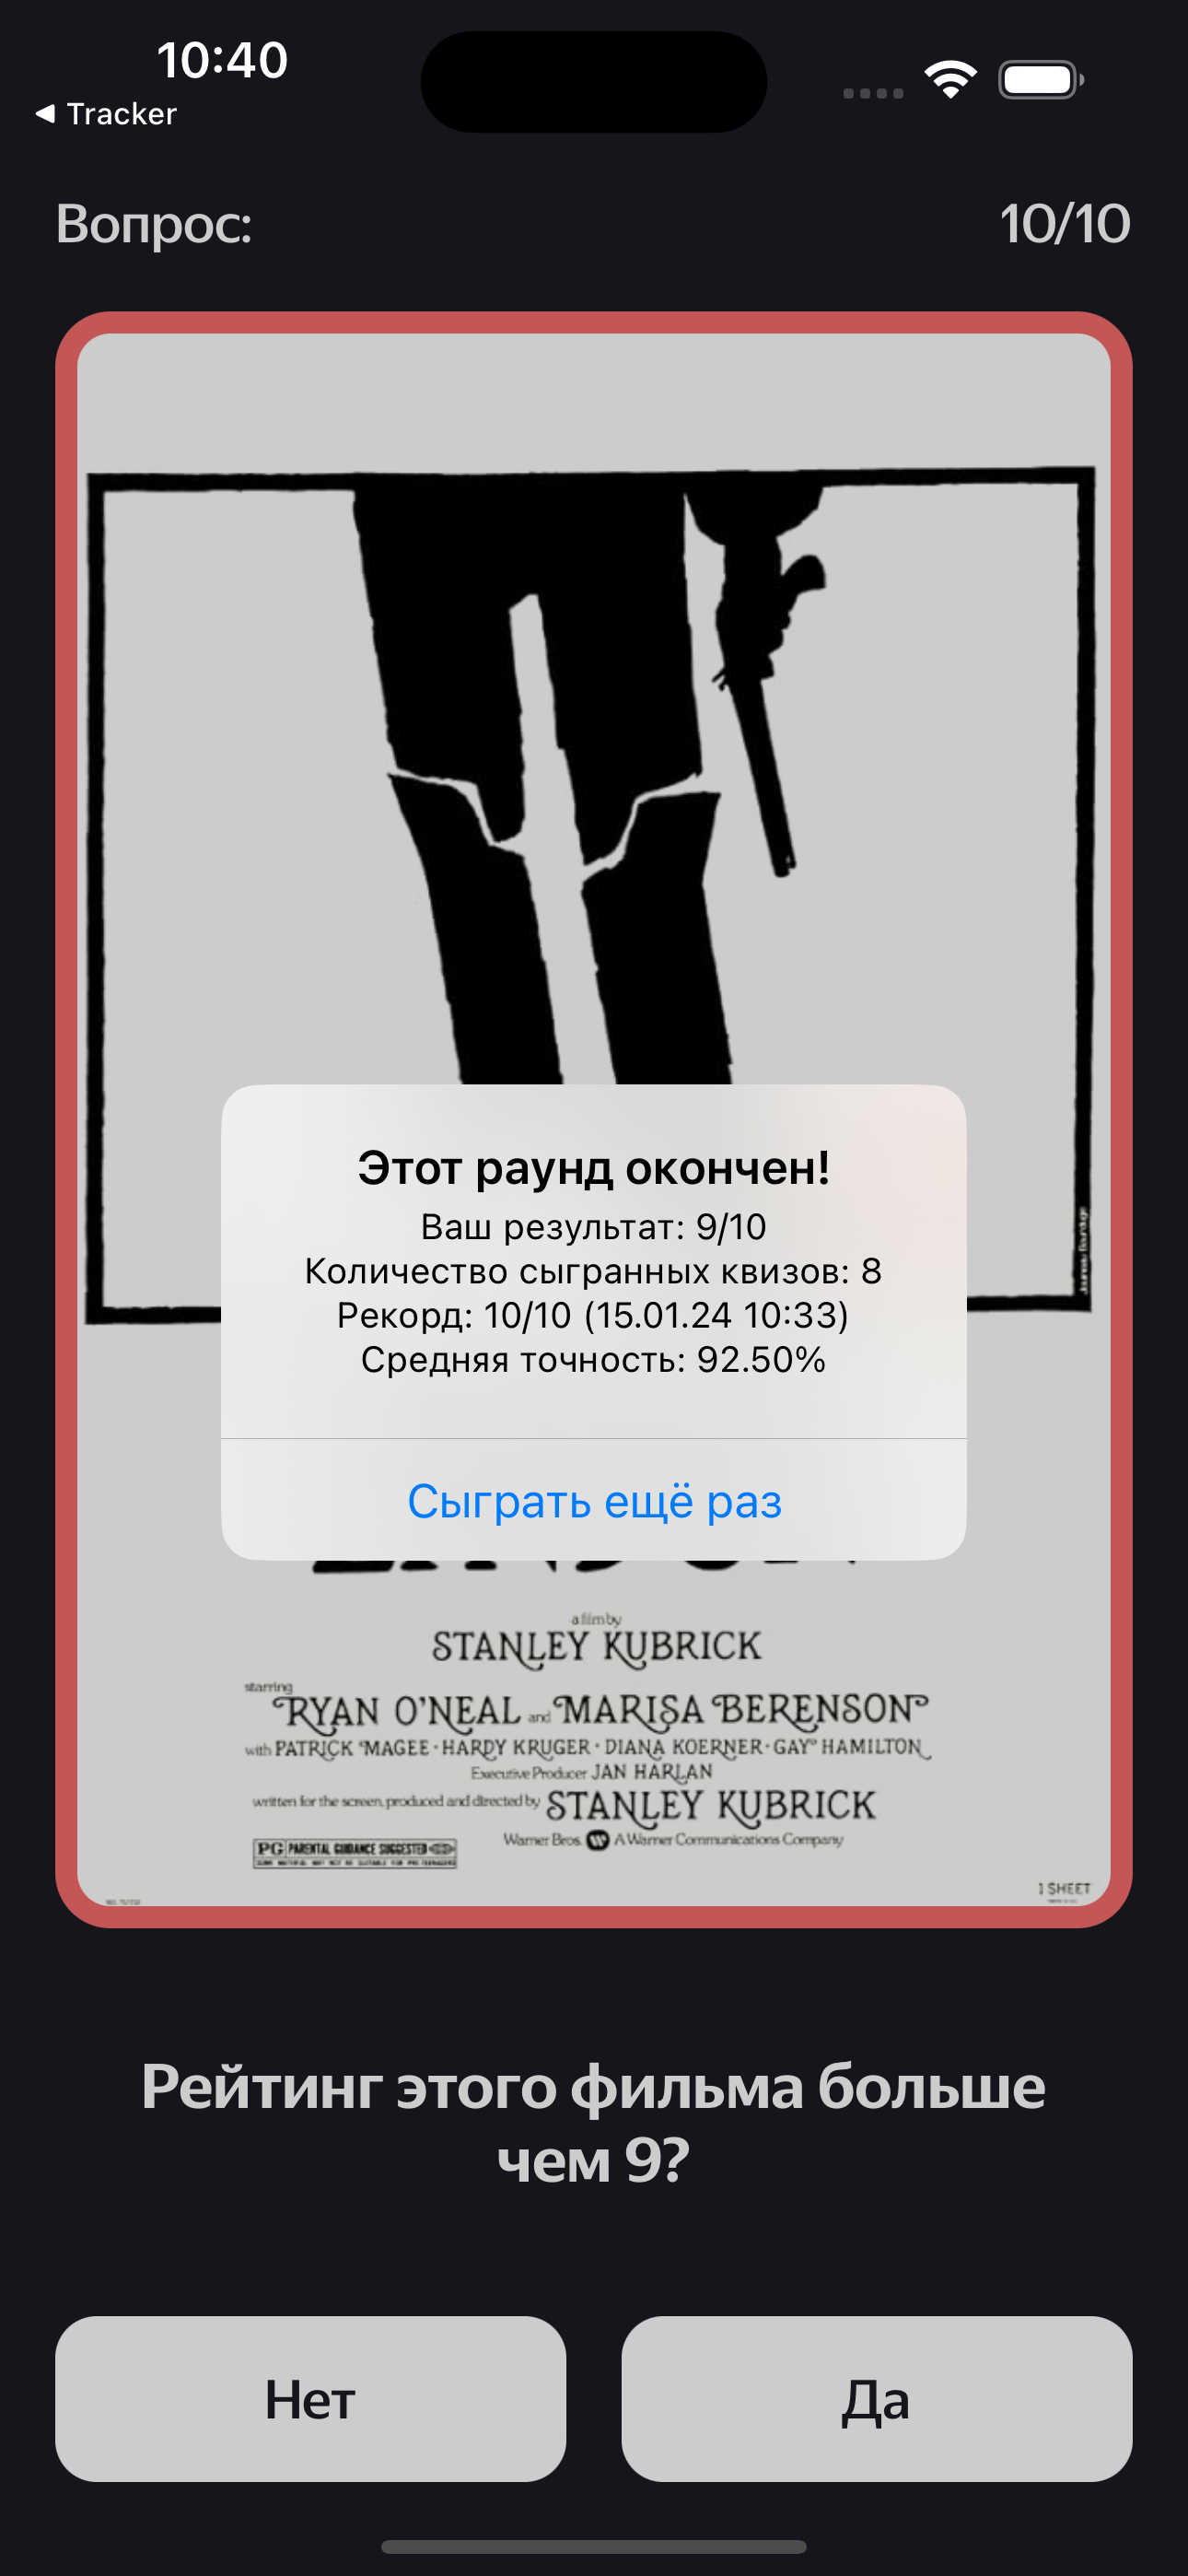 10:40
Tracker
Вопрос:
10/10
Этот раунд окончен!
Ваш результат: 9/10
Количество сыгранных квизов: 8
Рекорд: 10/10 (15.01.24 10:33)
Средняя точность: 92.50%
Сыграть ещё раз
a film by
STANLEY KUBRICK
starring
RYAN O'NEAL and MARISA BERENSON
with PATRICK MAGEE · HARDY KRUGER · DIANA KOERNER · GAY HAMILTON
Executive Producer JAN HARLAN
written for the screen, produced and directed by STANLEY KUBRICK
PG PARENTAL GUIDANCE SUGGESTED
Warner Bros. A Warner Communications Company
1 SHEET
Рейтинг этого фильма больше
чем 9?
Нет
Да